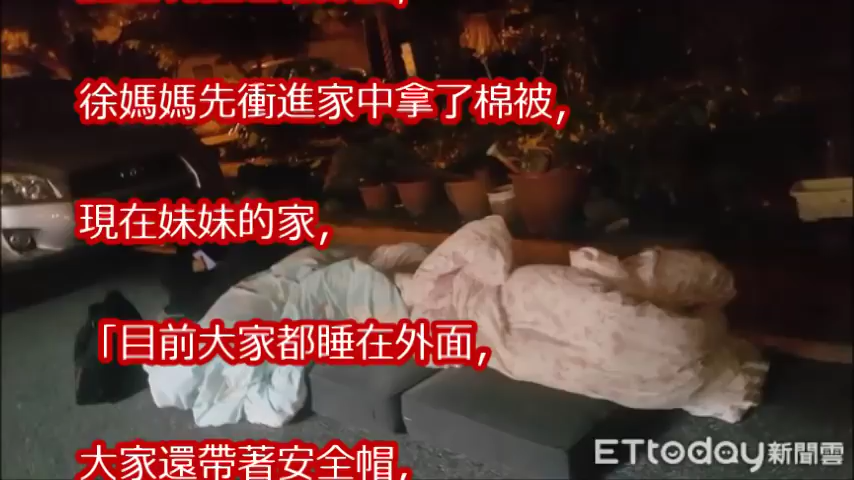 徐媽媽先衝進家中拿了棉被，
現在妹妹的家，
「目前大家都睡在外面，
大家還帶著安全帽，
ETtoday新聞雲